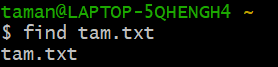 taman@LAPTOP-5QHENGH4 ~
$ find tam.txt
tam.txt